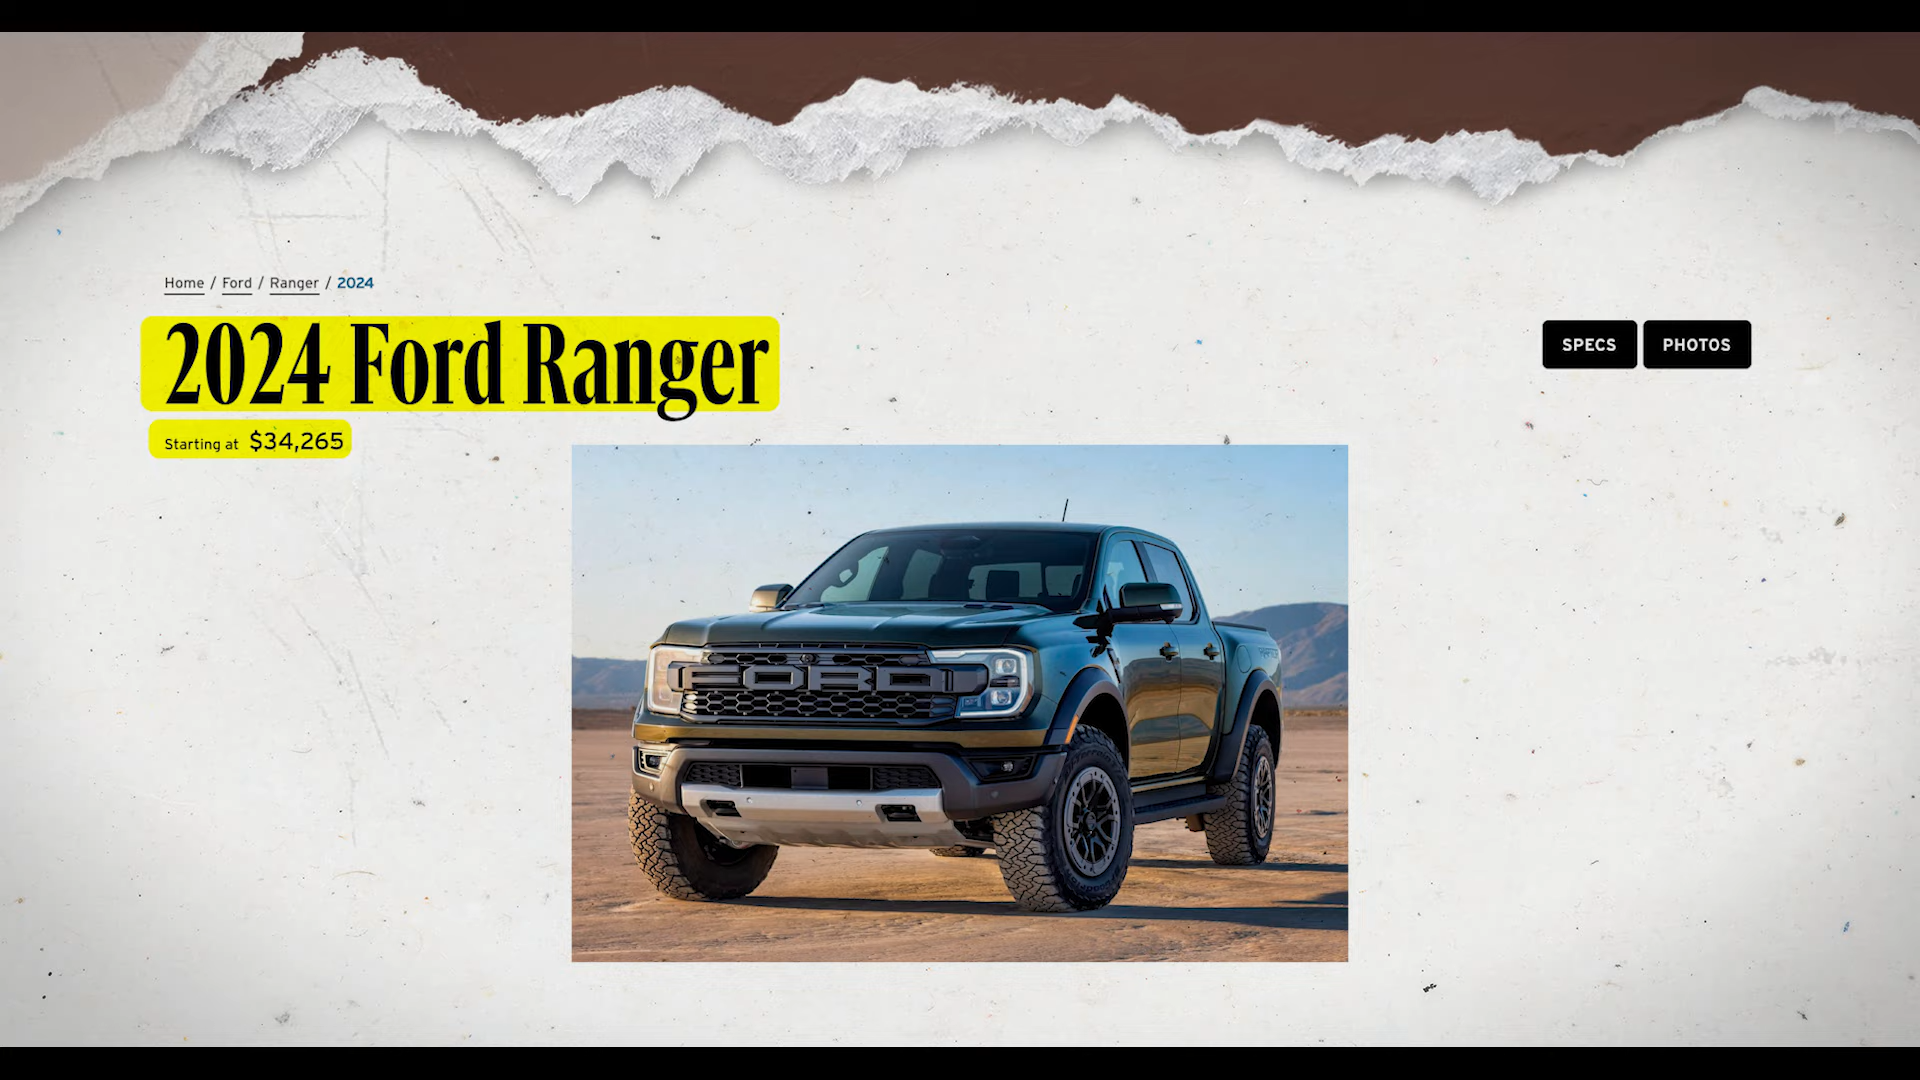 Home / Ford / Ranger / 2024
2024 Ford Ranger
SPECS
PHOTOS
Starting at $34,265
FORD